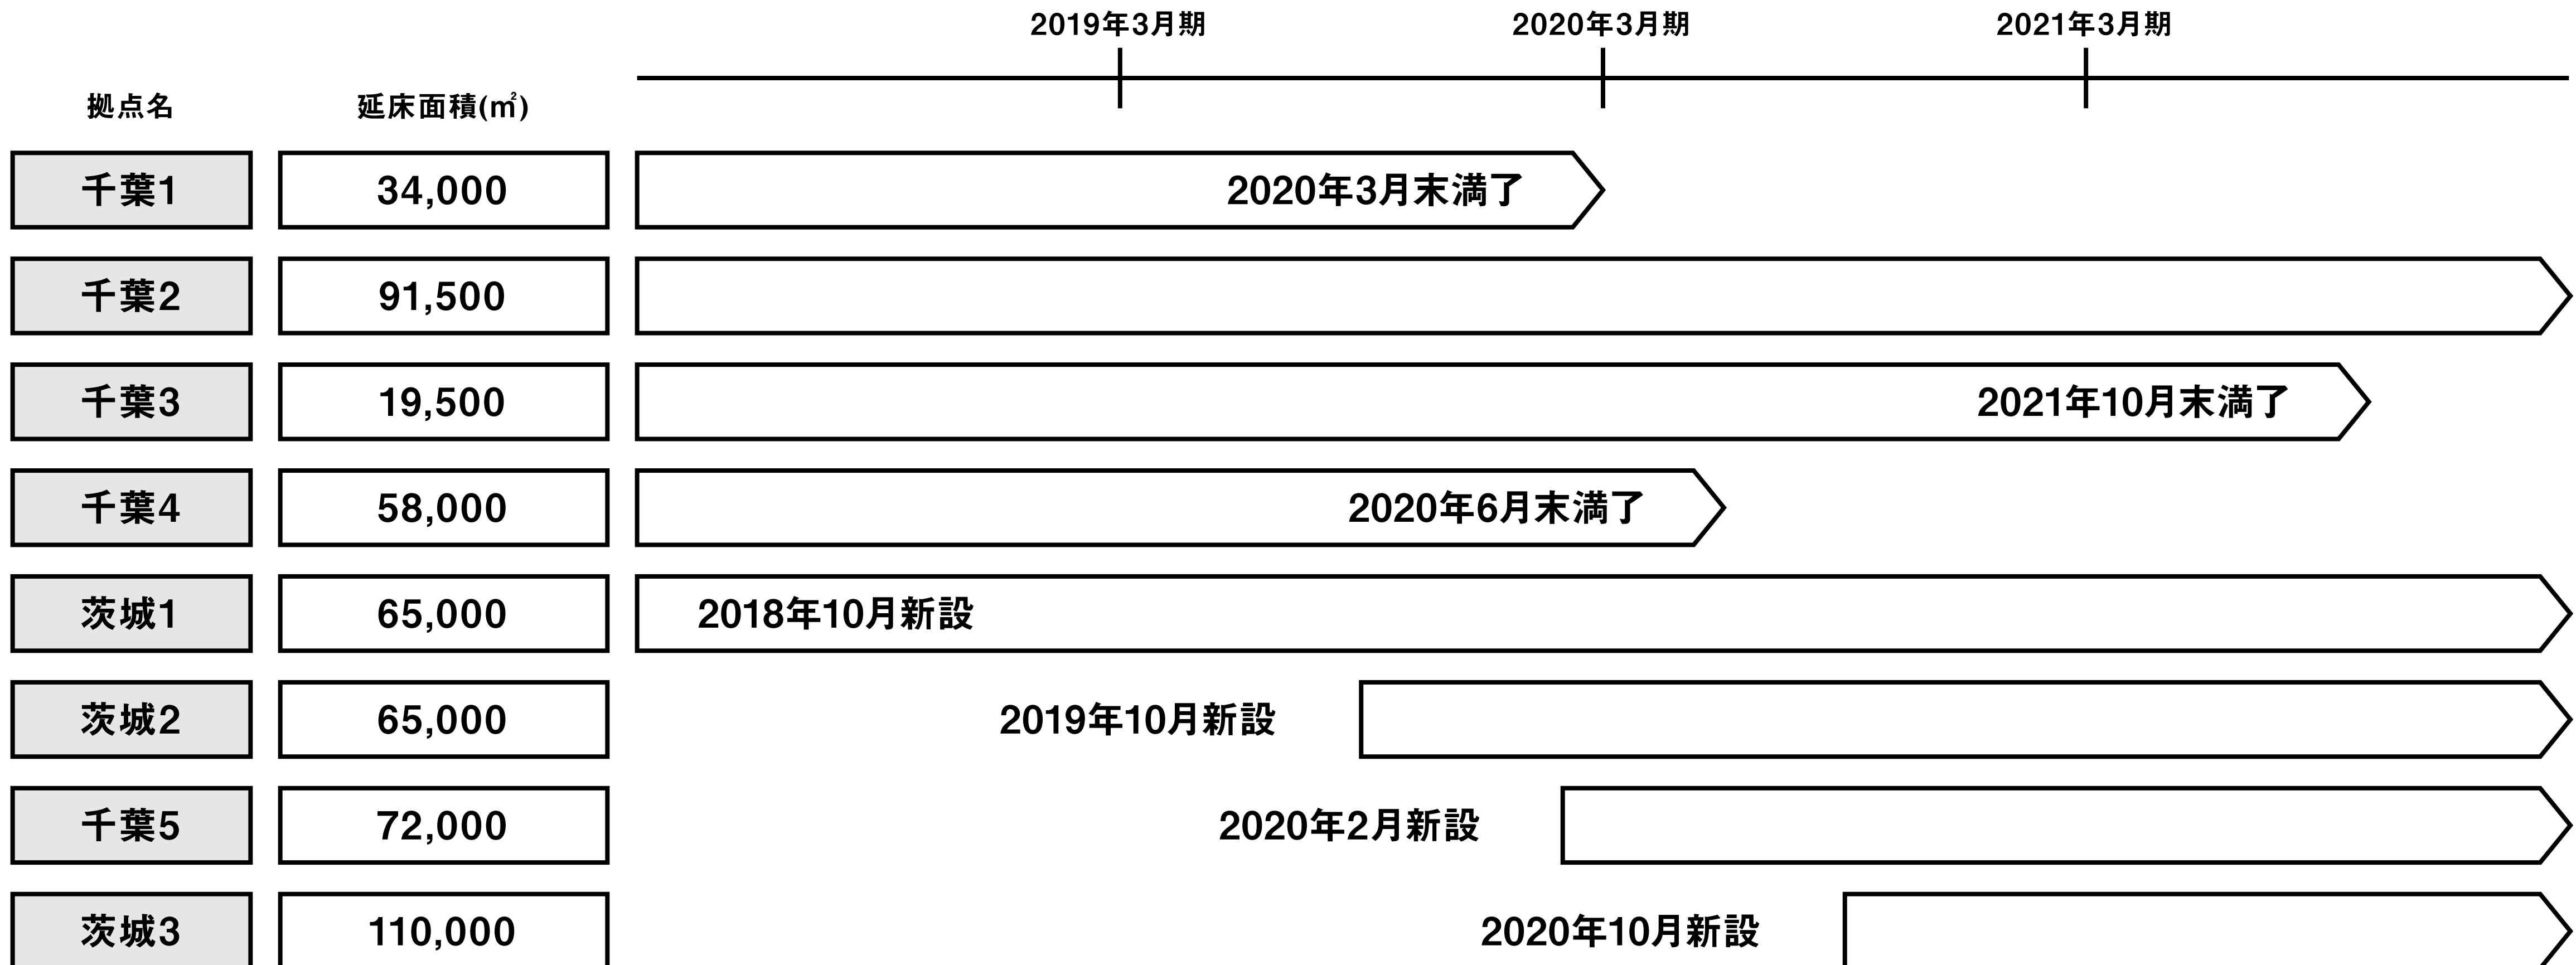 2019年3月期 2020年3月期 2021年3月期
拠点名 延床面積(㎡)
千葉1 34,000 2020年3月末満了
千葉2 91,500
千葉3 19,500 2021年10月末満了
千葉4 58,000 2020年6月末満了
茨城1 65,000 2018年10月新設
茨城2 65,000 2019年10月新設
千葉5 72,000 2020年2月新設
茨城3 110,000 2020年10月新設